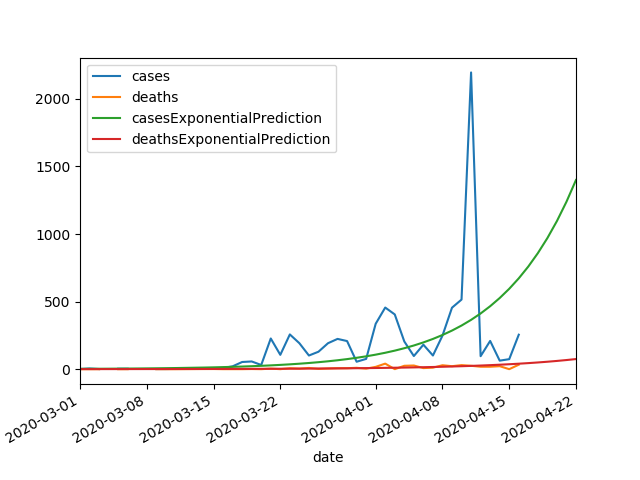 cases
deaths
casesExponentialPrediction
deathsExponentialPrediction
2000
1500
1000
500
0
2020-03-01
2020-03-08
2020-03-15
2020-03-22
2020-04-01
2020-04-08
2020-04-15
2020-04-22
date